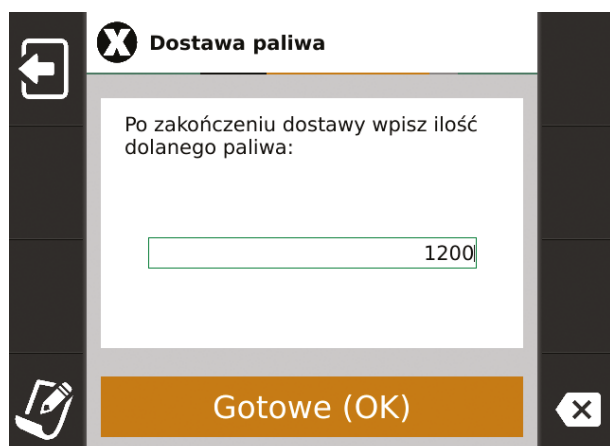 Dostawa paliwa
Po zakończeniu dostawy wpisz ilość
dolanego paliwa:
1200
Gotowe (OK)